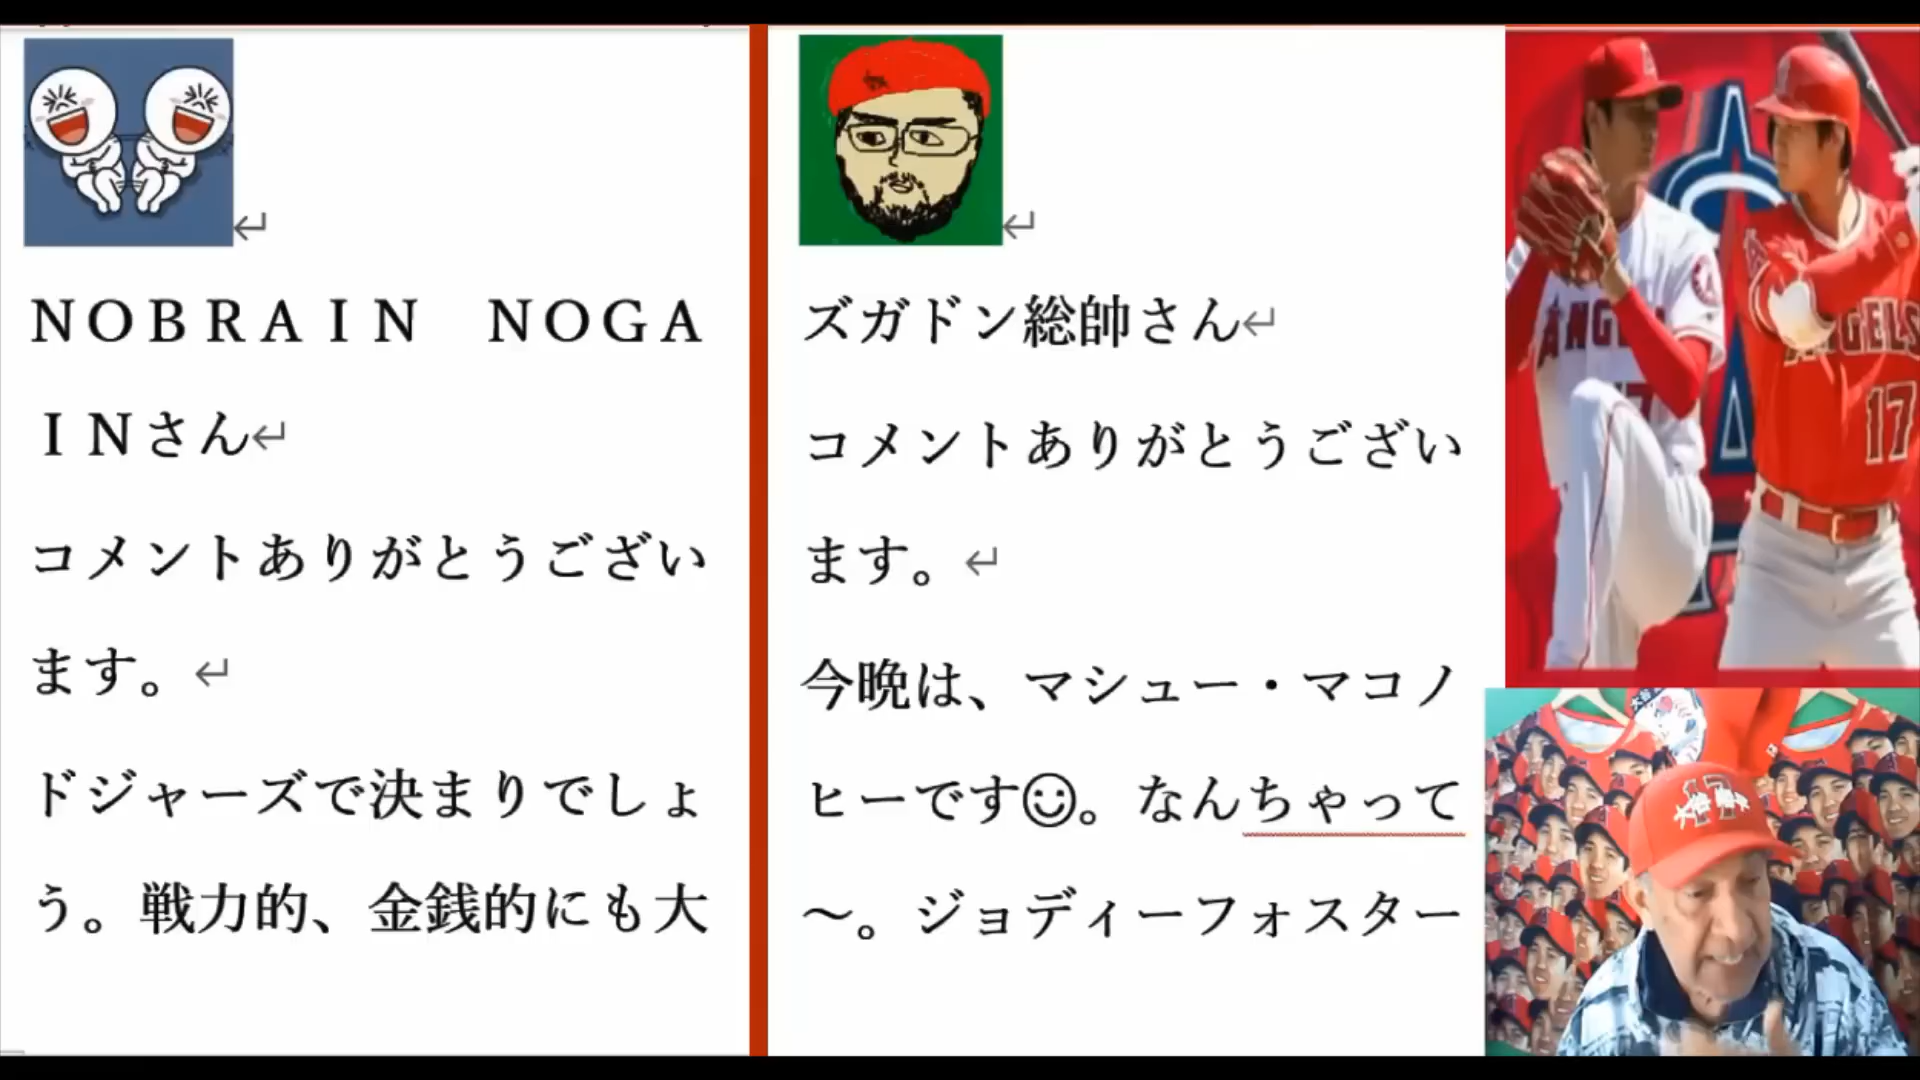 NOBRAIN NOGA
INさん
コメントありがとうござい
ます。
ドジャーズで決まりでしょ
う。戦力的、金銭的にも大
ズガドン総帥さん
コメントありがとうござい
ます。
今晩は、マシュー・マコノ
ヒーです☺。なんちゃって
～。ジョディーフォスター
ANGELS
17
17